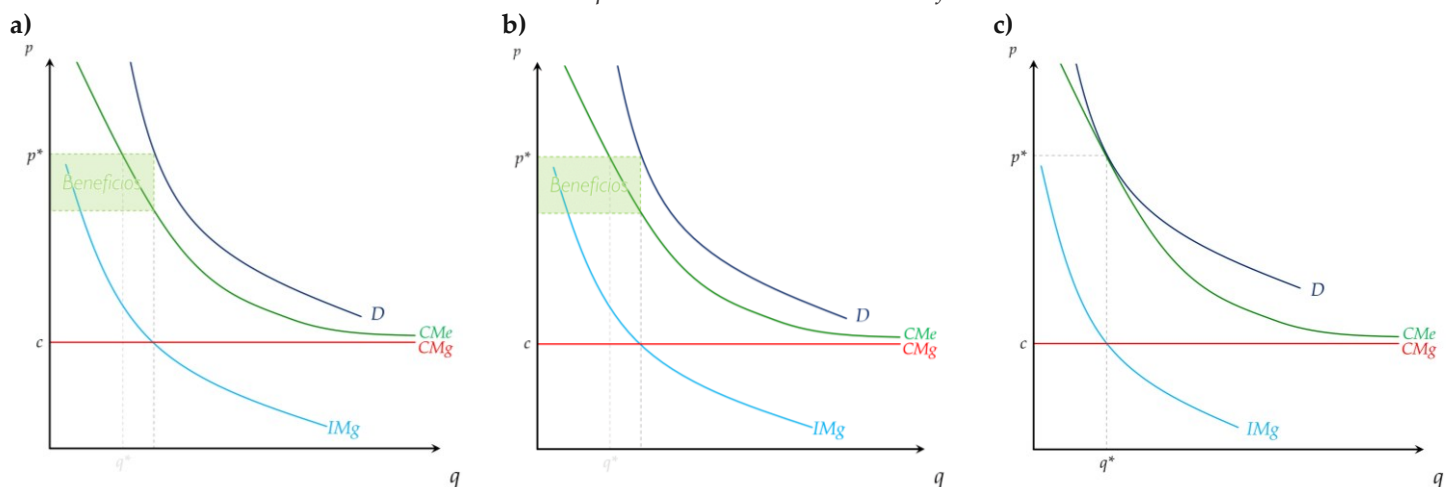 a)
p
p*
Beneficios
D
CMe
CMg
c
IMg
q*
q
b)
p
p*
Beneficios
D
CMe
CMg
c
IMg
q*
q
c)
p
p*
D
CMe
CMg
c
IMg
q*
q